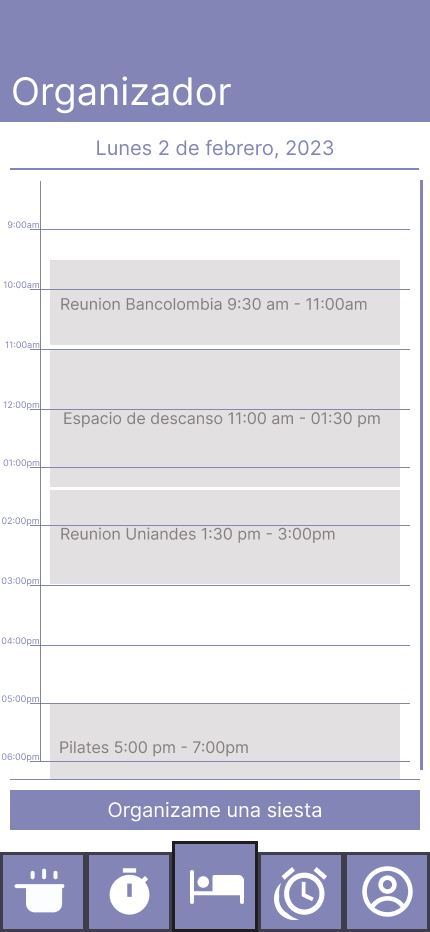 Organizador
Lunes 2 de febrero, 2023
9:00am
10:00am
Reunion Bancolombia 9:30 am - 11:00am
11:00am
12:00pm
Espacio de descanso 11:00 am - 01:30 pm
01:00pm
02:00pm
Reunion Uniandes 1:30 pm - 3:00pm
03:00pm
04:00pm
05:00pm
Pilates 5:00 pm - 7:00pm
06:00pm
Organizame una siesta